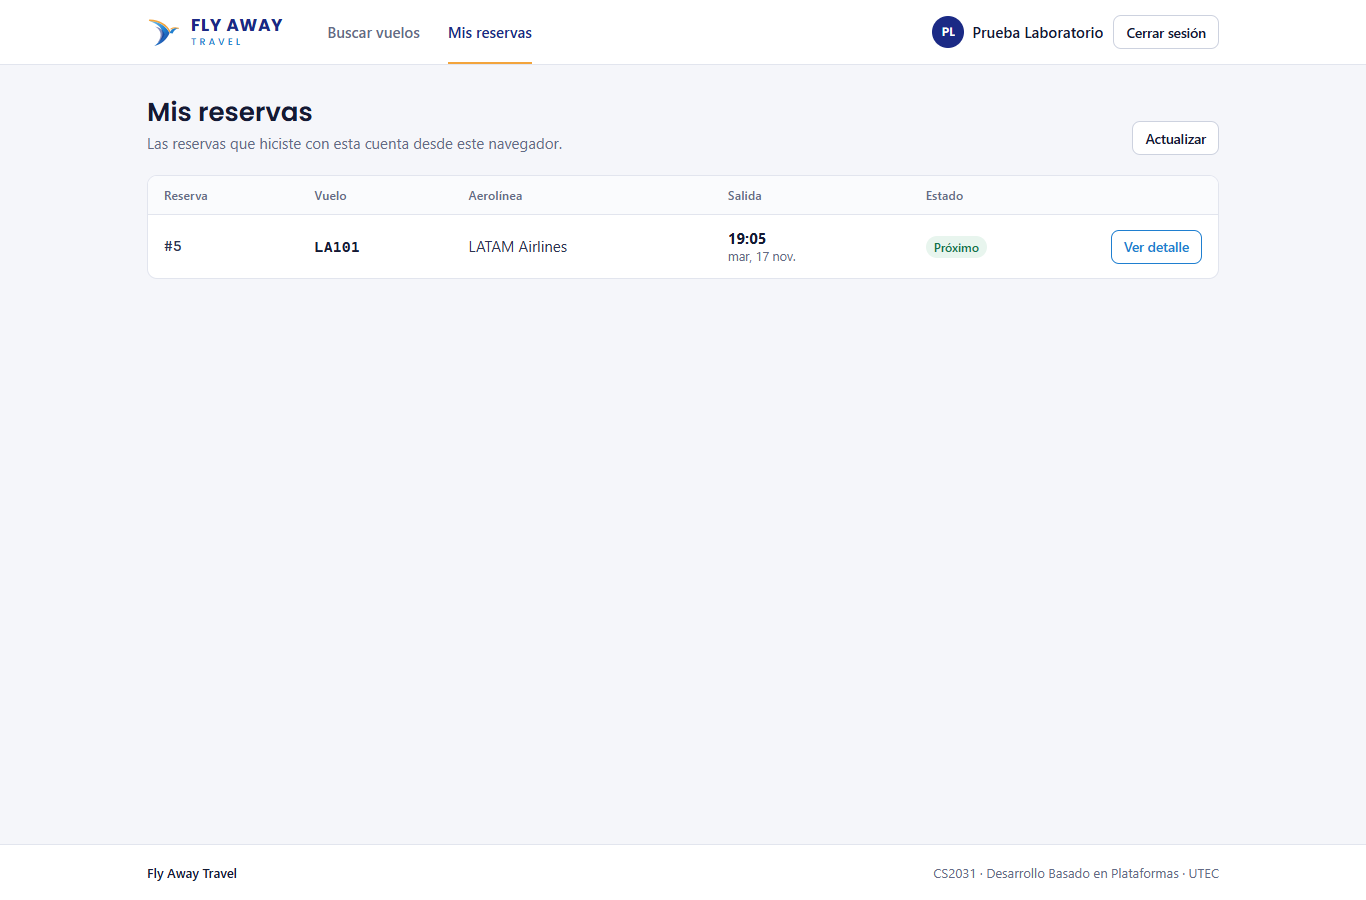 FLY AWAY
TRAVEL
Buscar vuelos
Mis reservas
PL
Prueba Laboratorio
Cerrar sesión
Mis reservas
Las reservas que hiciste con esta cuenta desde este navegador.
Actualizar
Reserva Vuelo Aerolínea Salida Estado
#5 LA101 LATAM Airlines 19:05 Próximo Ver detalle
mar, 17 nov.
Fly Away Travel
CS2031 · Desarrollo Basado en Plataformas · UTEC